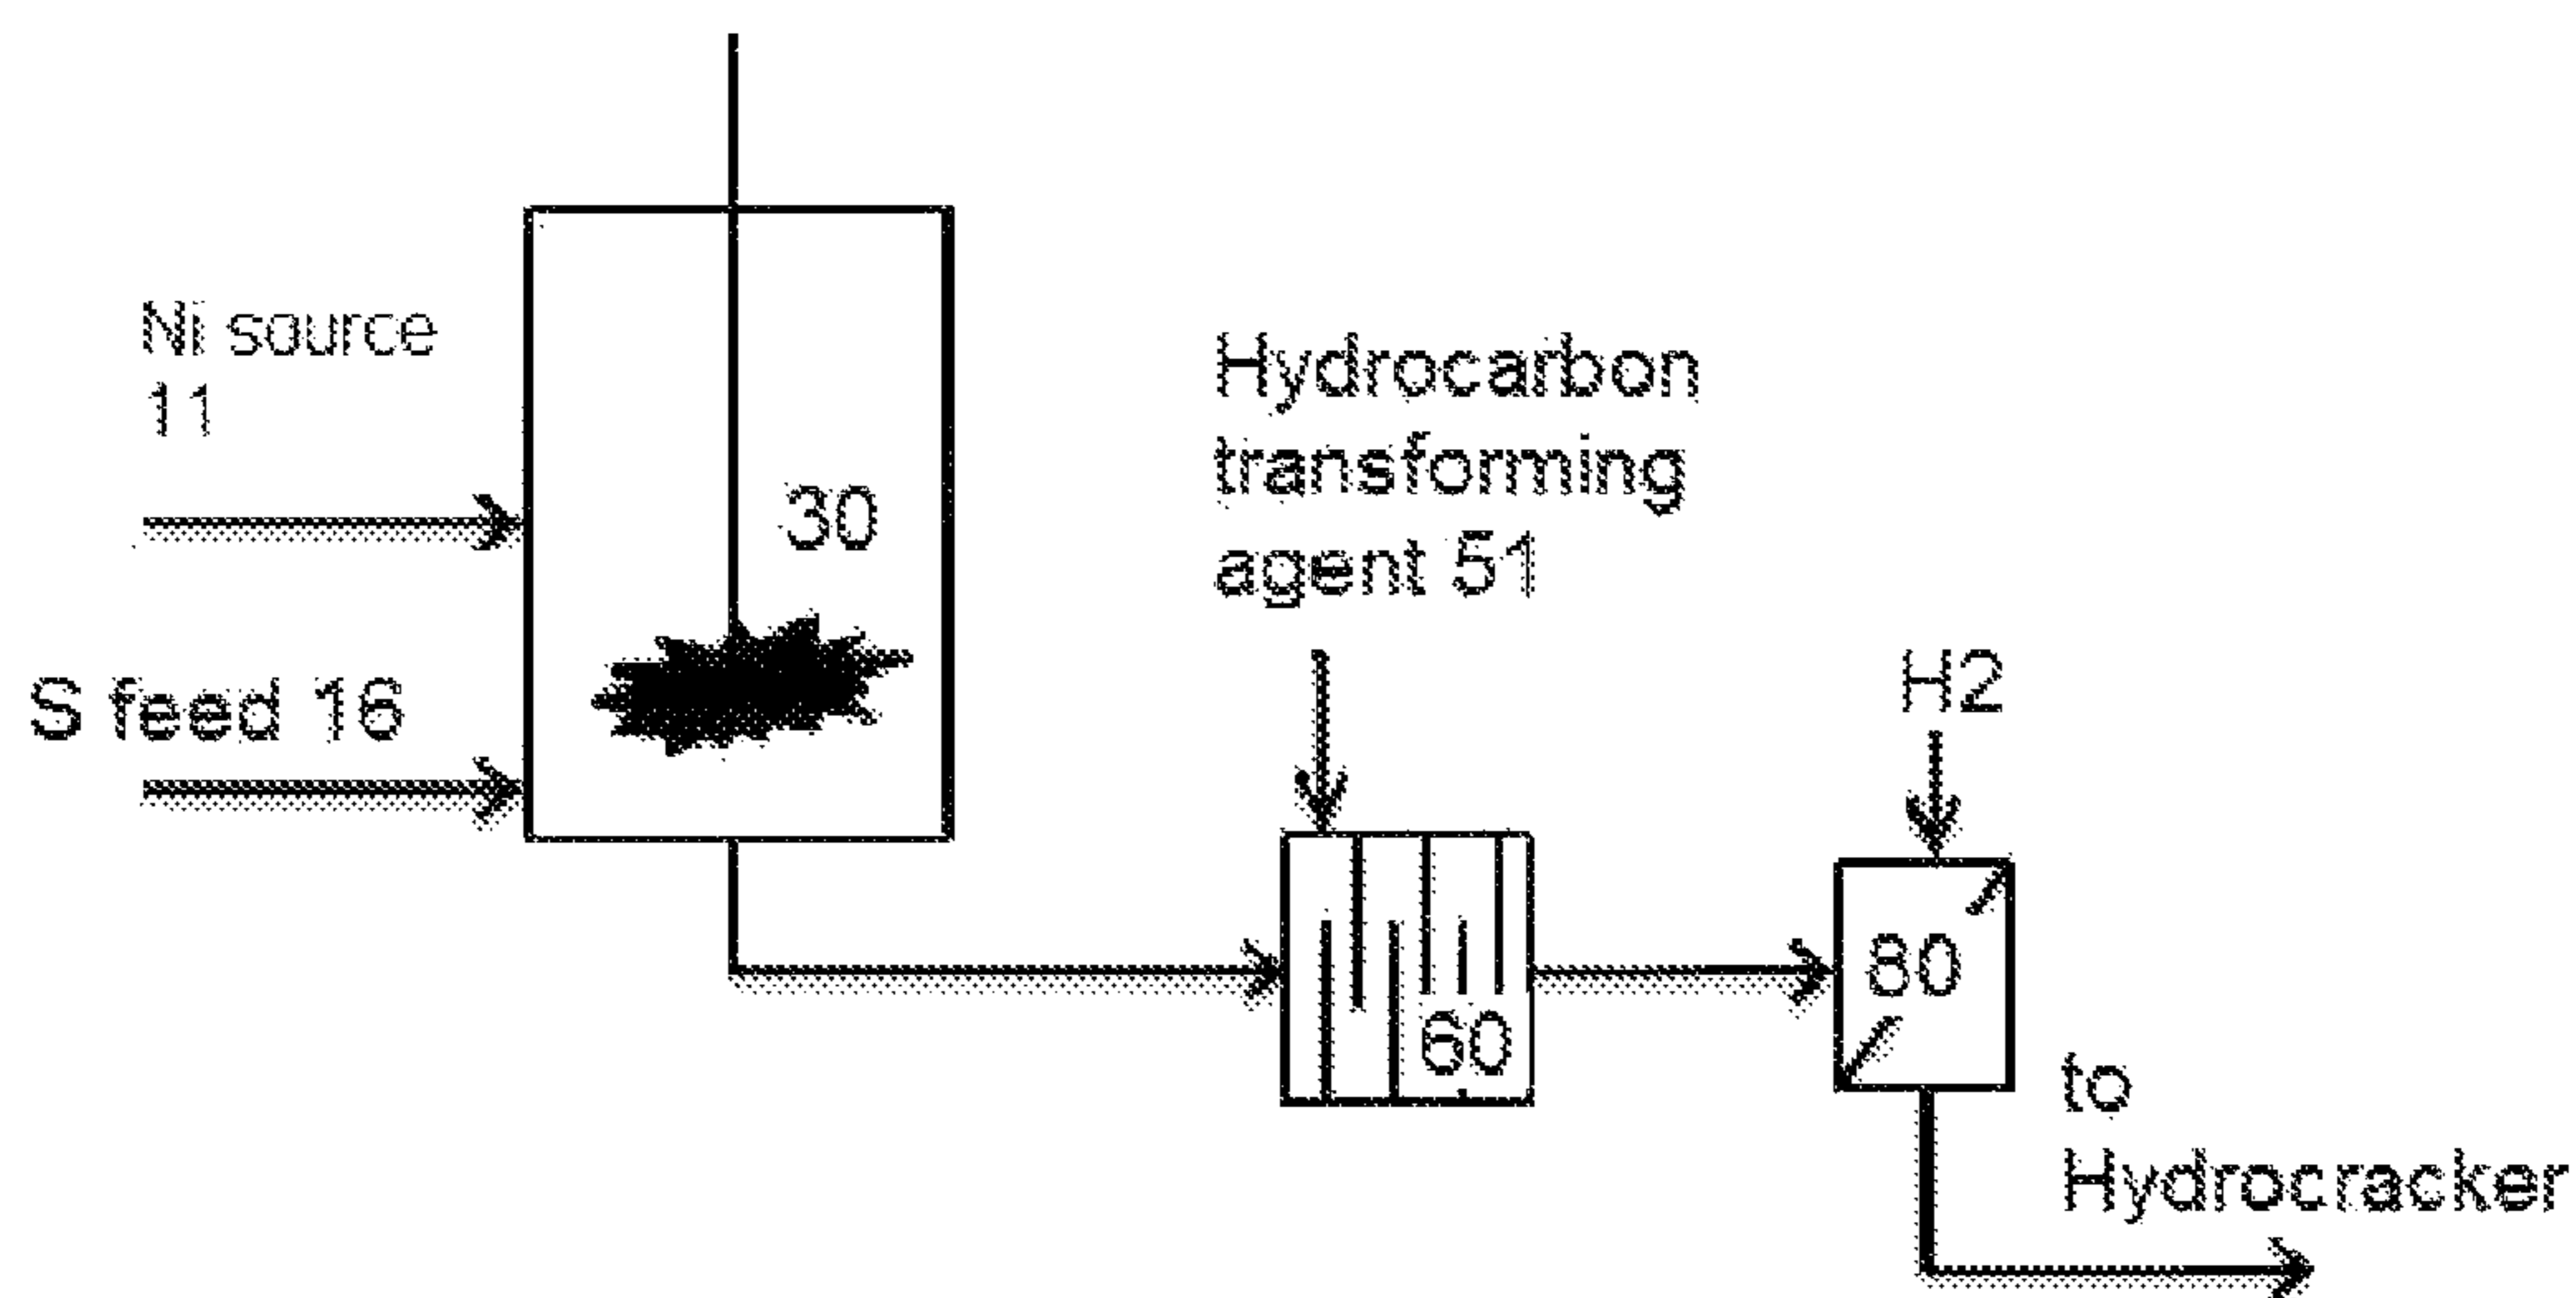 Ni source
11
S feed 16
30
Hydrocarbon
transforming
agent 51
60
H2
80
to
Hydrocracker